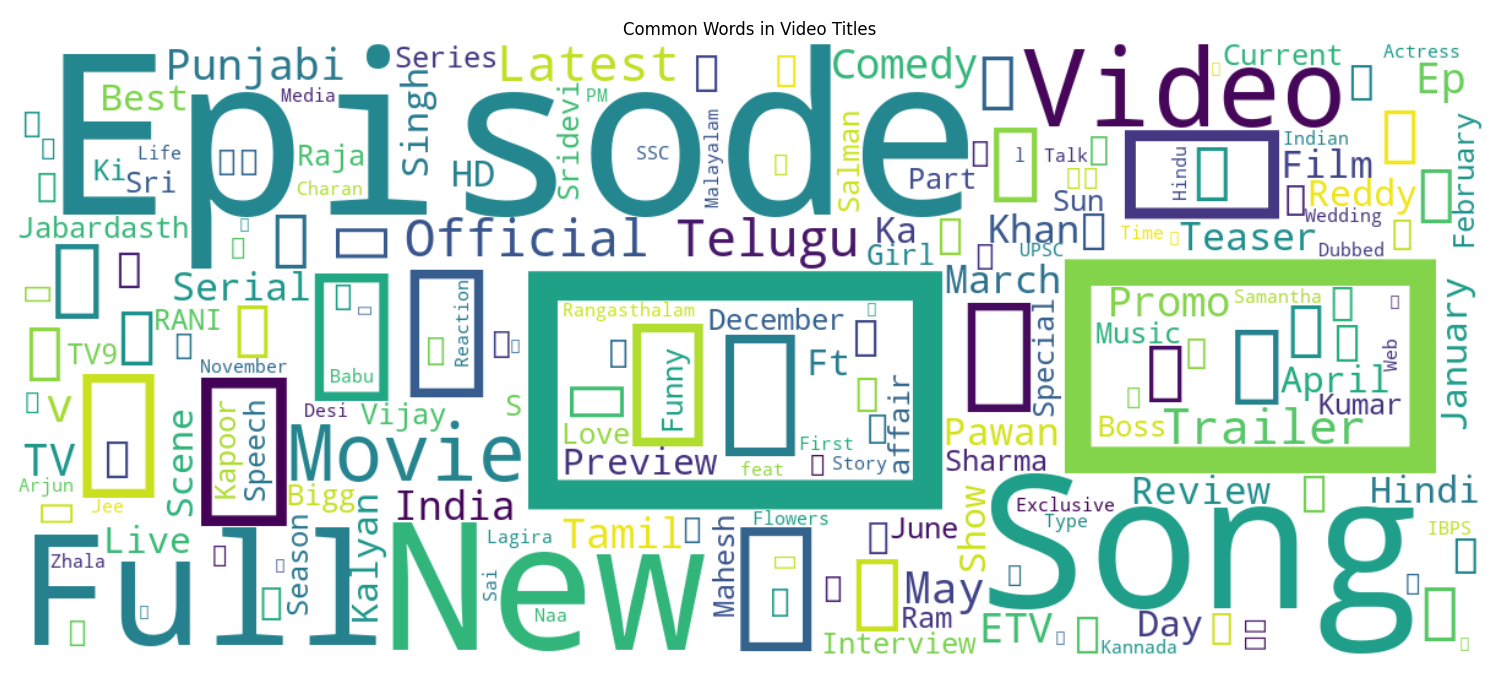 Common Words in Video Titles
Episode
Video
Punjabi
Series
Latest
Comedy
Current
Actress
Ep
Best
Media
Singh
Sridevi
PM
Malayalam
Salman
Life
Ki
Sri
Raja
Charan
HD
SSC
Part
l
Talk
Sun
Hindu
Indian
Film
Reddy
Wedding
February
Jabardasth
Official
Telugu
Ka
Girl
Khan
UPSC
Time
Teaser
Dubbed
Serial
RANI
TV9
November
Babu
Reaction
Rangasthalam
December
Funny
Ft
March
Special
Promo
Samantha
Music
Web
April
Kumar
January
V
Desi
Vijay
S
Love
Preview
feat
First
Story
affair
Pawan
Sharma
Boss
Trailer
TV
Arjun
Jee
Scene
Kapoor
Speech
Movie
Bigg
India
Kalyan
Season
Live
Zhala
Full
New
Lagira
Sai
Naa
Tamil
Flowers
Mahesh
June
Show
May
Ram
Interview
Song
Exclusive
Type
Review
Hindi
IBPS
ETV
Day
Kannada